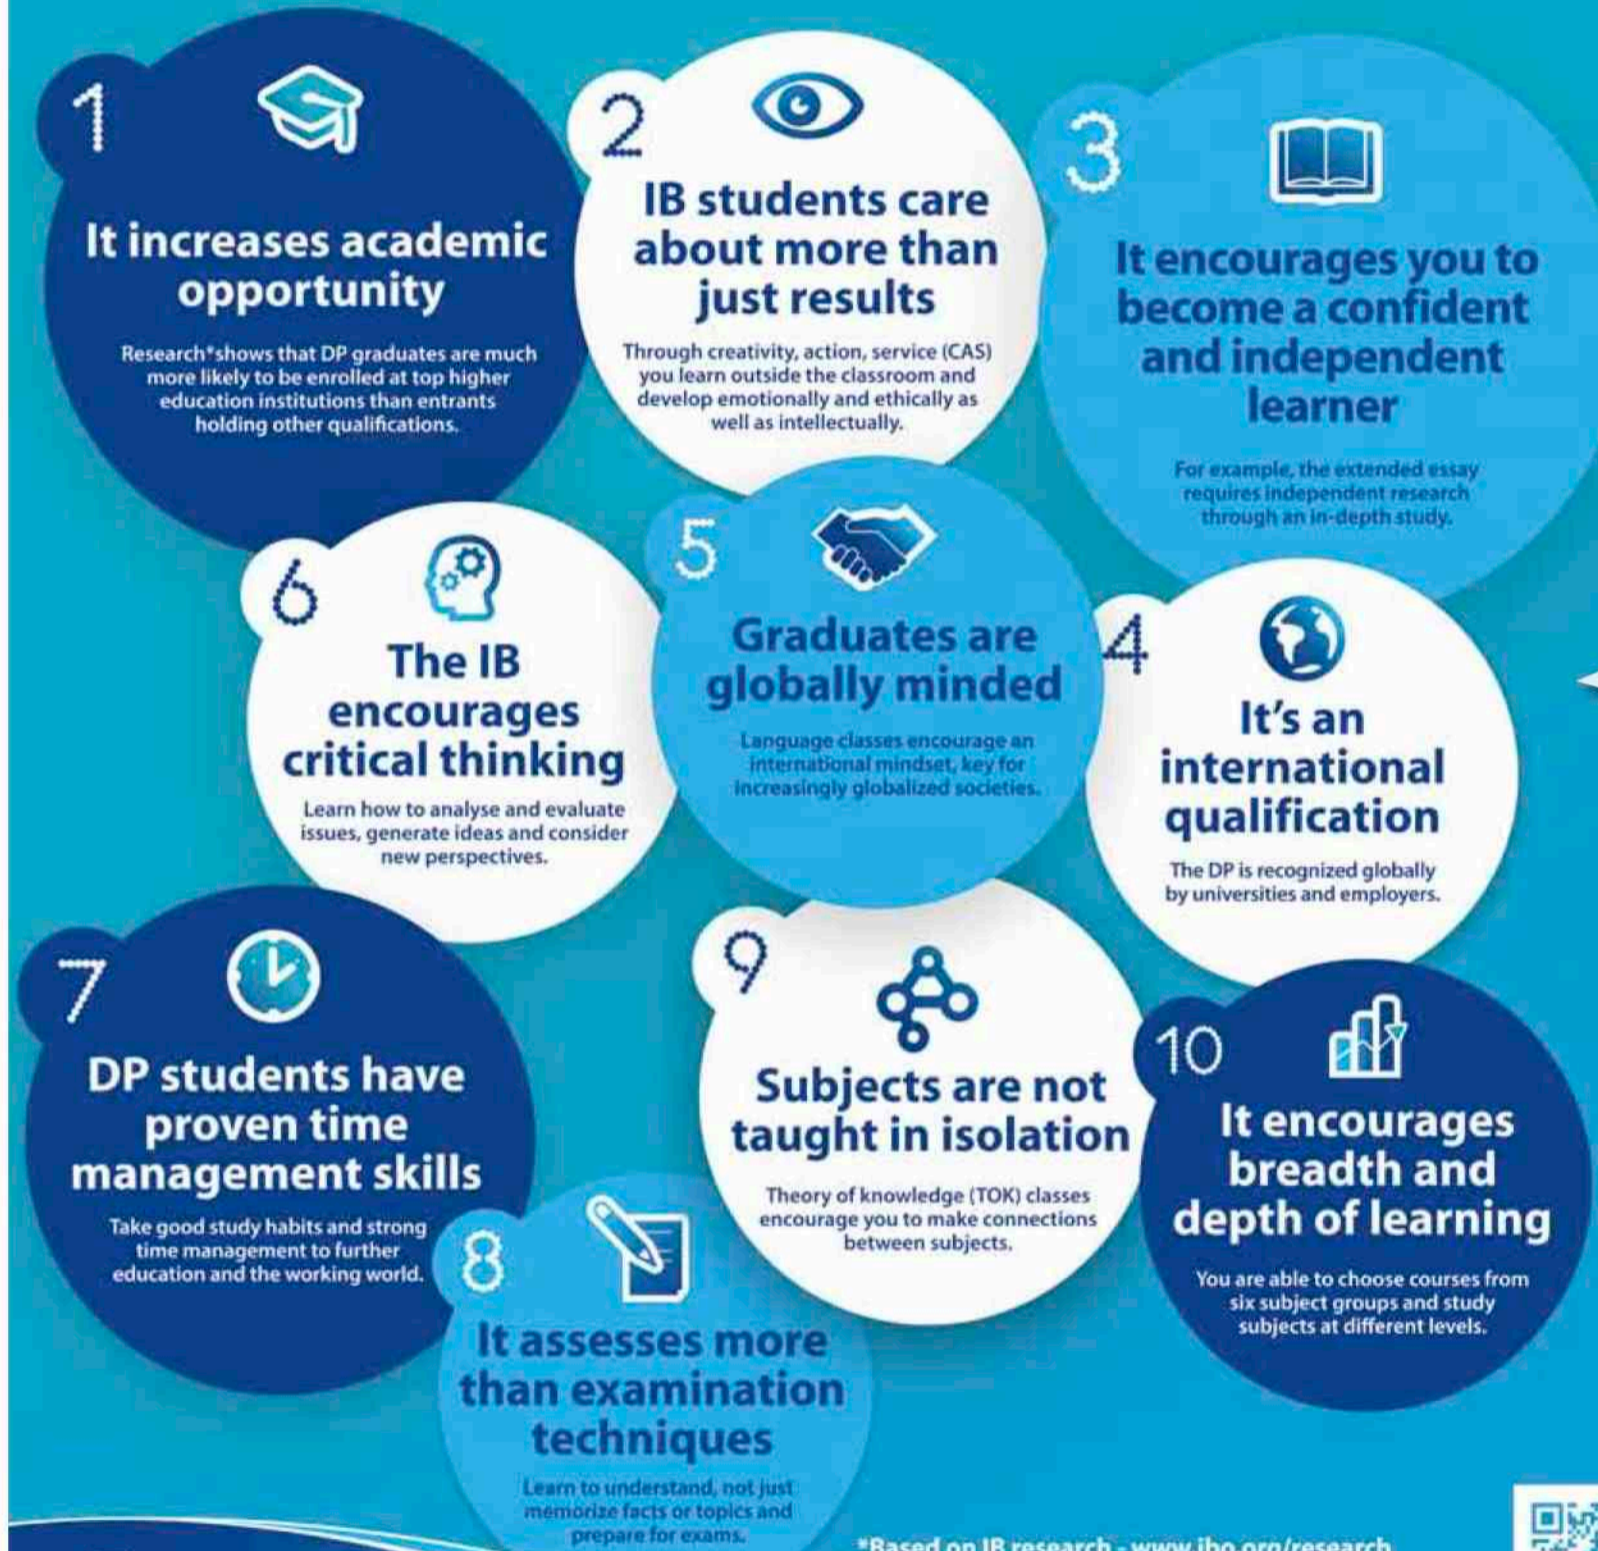 1
It increases academic
opportunity
Research*shows that DP graduates are much
more likely to be enrolled at top higher
education institutions than entrants
holding other qualifications.
2
IB students care
about more than
just results
Through creativity, action, service (CAS)
you learn outside the classroom and
develop emotionally and ethically as
well as intellectually.
3
It encourages you to
become a confident
and independent
learner
For example, the extended essay
requires independent research
through an in-depth study.
4
It's an
international
qualification
The DP is recognized globally
by universities and employers.
5
Graduates are
globally minded
Language classes encourage an
international mindset, key for
increasingly globalized societies.
6
The IB
encourages
critical thinking
Learn how to analyse and evaluate
issues, generate ideas and consider
new perspectives.
7
DP students have
proven time
management skills
Take good study habits and strong
time management to further
education and the working world.
8
It assesses more
than examination
techniques
Learn to understand, not just
memorize facts or topics and
prepare for exams.
9
Subjects are not
taught in isolation
Theory of knowledge (TOK) classes
encourage you to make connections
between subjects.
10
It encourages
breadth and
depth of learning
You are able to choose courses from
six subject groups and study
subjects at different levels.
*Based on IB research - www.ibo.org/research